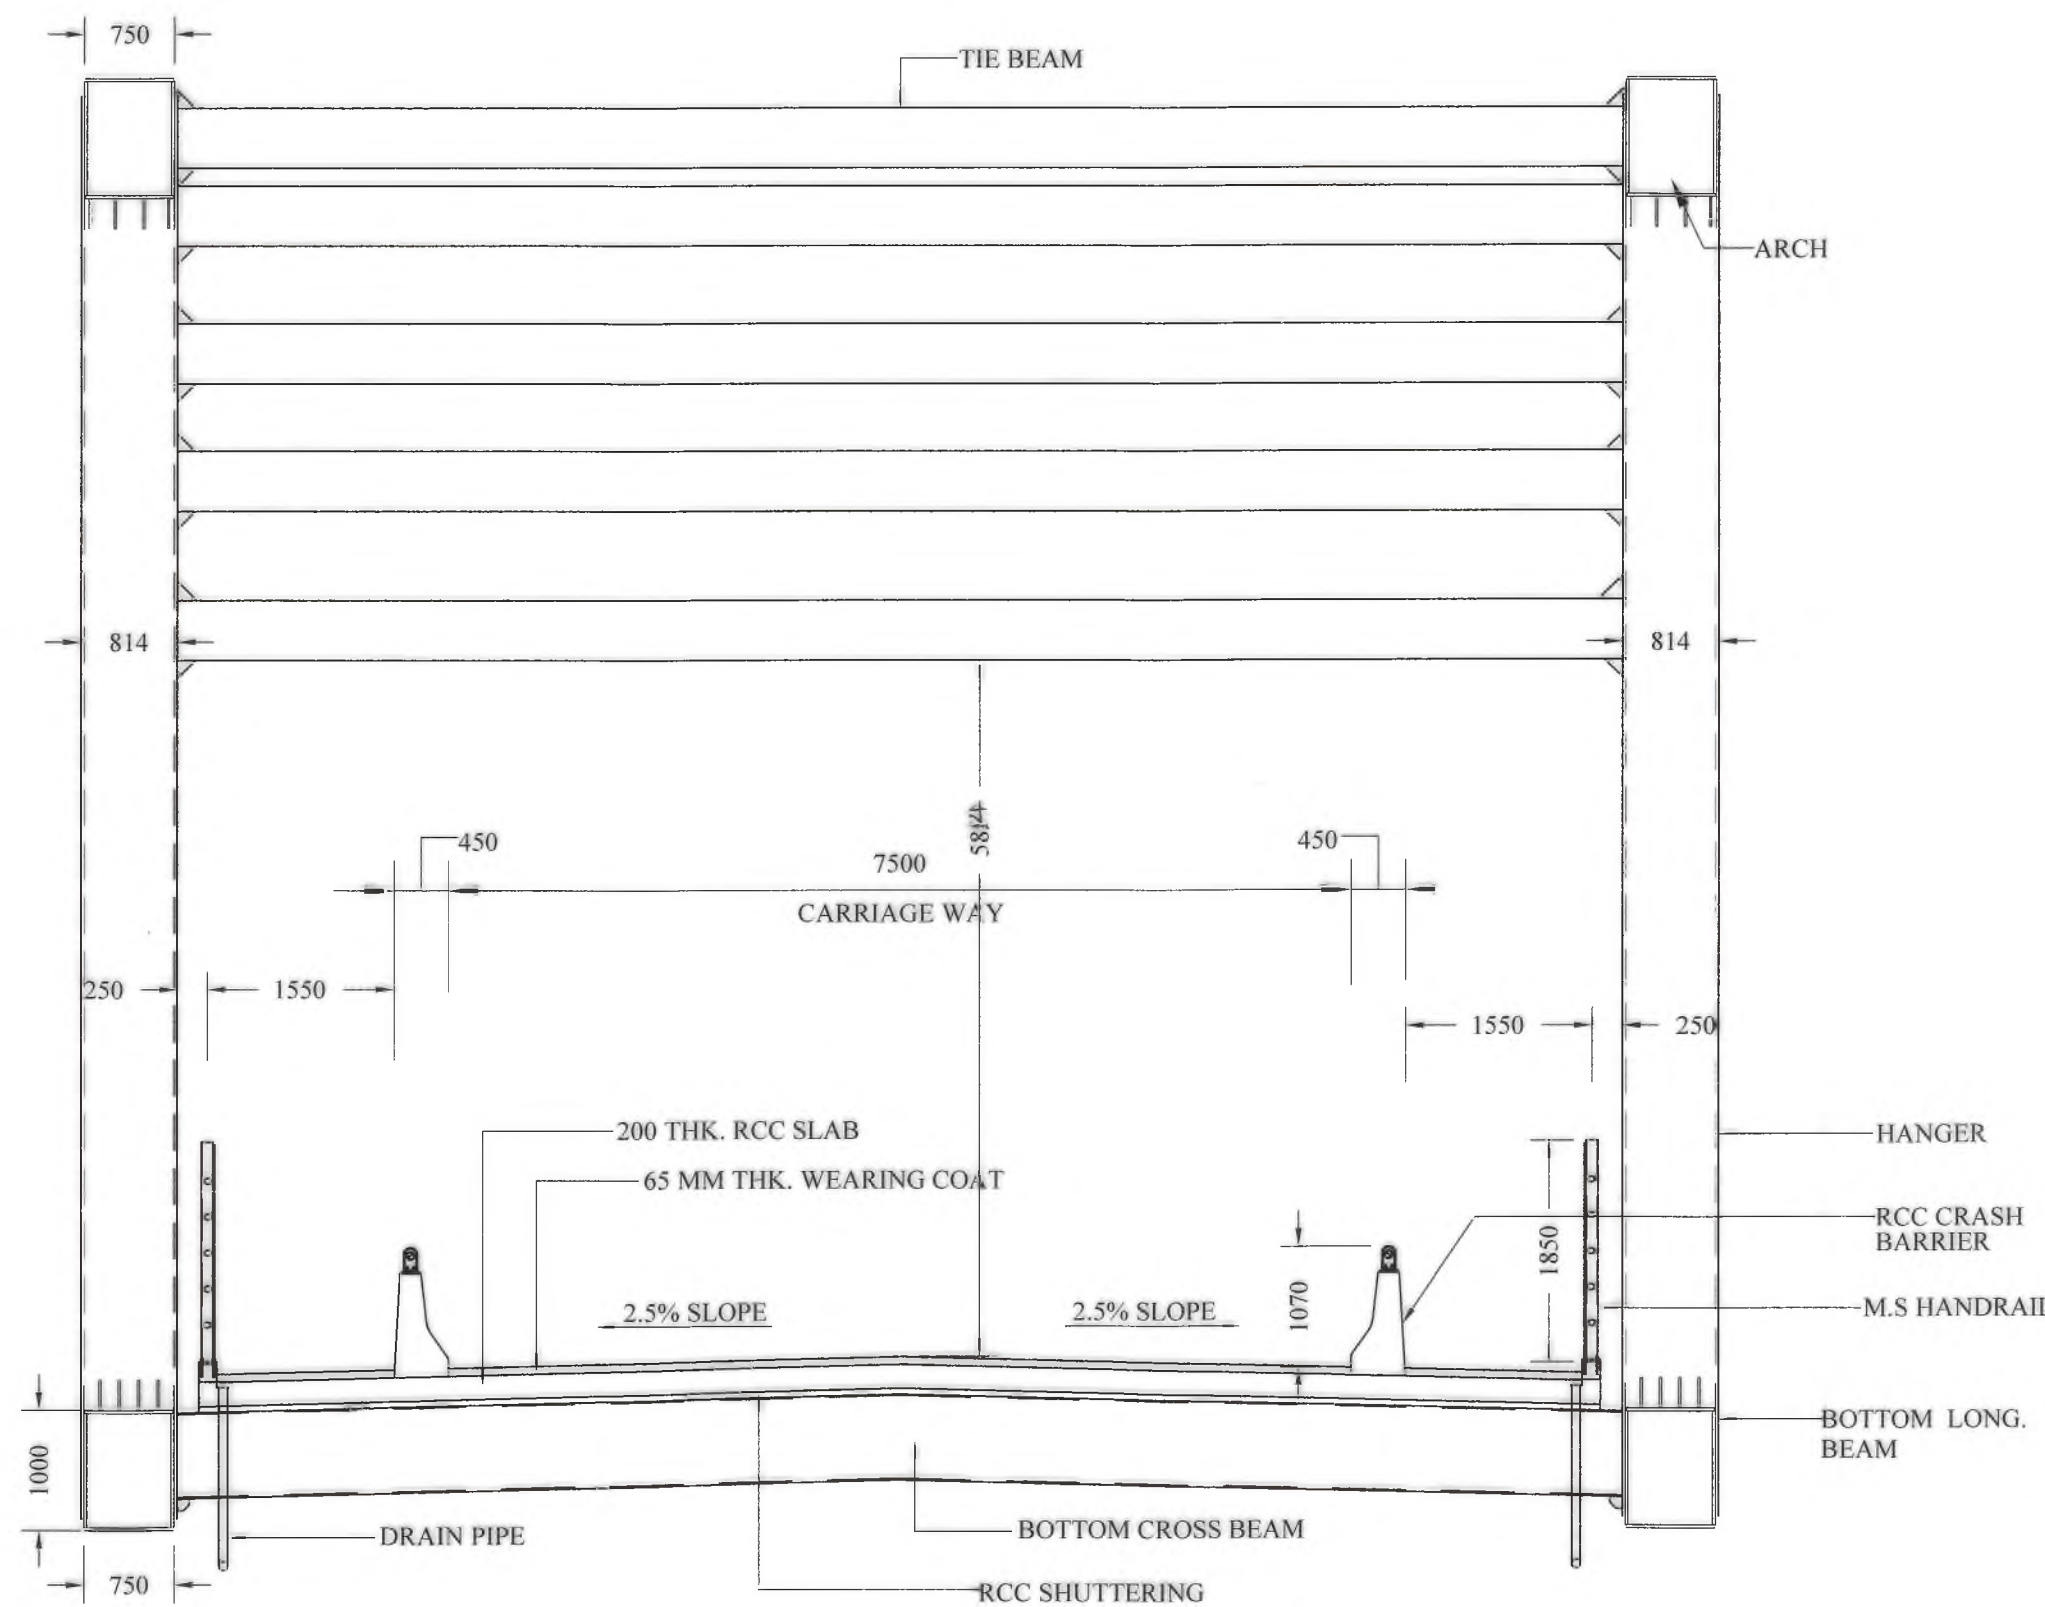 750
TIE BEAM
ARCH
814
814
450
450
7500
CARRIAGE WAY
250
1550
1550
250
200 THK. RCC SLAB
65 MM THK. WEARING COAT
HANGER
RCC CRASH
BARRIER
1850
1070
2.5% SLOPE
2.5% SLOPE
M.S HANDRAIL
1000
BOTTOM LONG.
BEAM
DRAIN PIPE
BOTTOM CROSS BEAM
750
RCC SHUTTERING